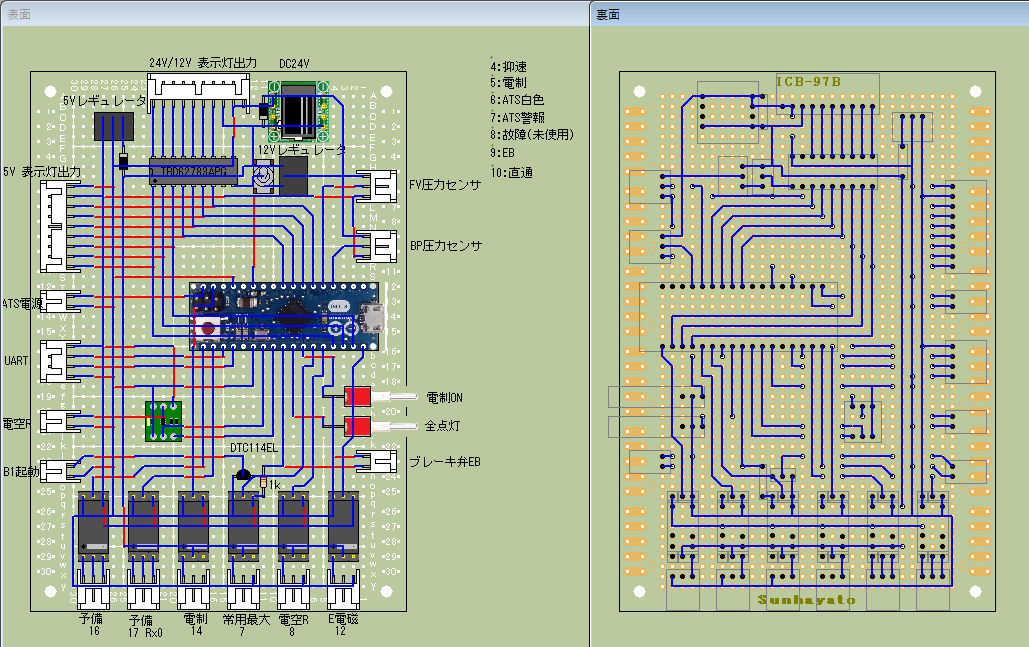 表面
裏面
24V/12V 表示灯出力
DC24V
5Vレギュレータ
4:抑速
5:電制
6:ATS白色
7:ATS警報
8:故障(未使用)
9:EB
10:直通
ICB-97B
12Vレギュレータ
TBD62783APG
5V 表示灯出力
FV圧力センサ
BP圧力センサ
ATS電源
UART
電制ON
電空R
全点灯
DTC114EL
ブレーキ弁EB
B1起動
1k
予備
16
予備
17 Rx0
電制
14
常用最大
7
電空R
8
E電磁
12
Sunhayato